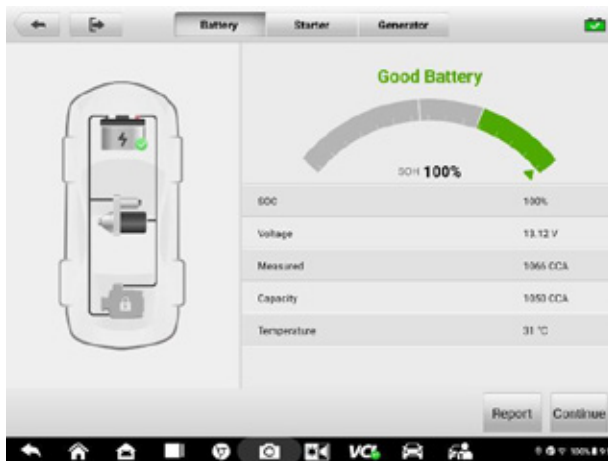 Battery Starter Generator
Good Battery
SOH 100%
SOC 100%
Voltage 13.12 V
Measured 1066 CCA
Capacity 1050 CCA
Temperature 31 °C
Report Continue
VCI